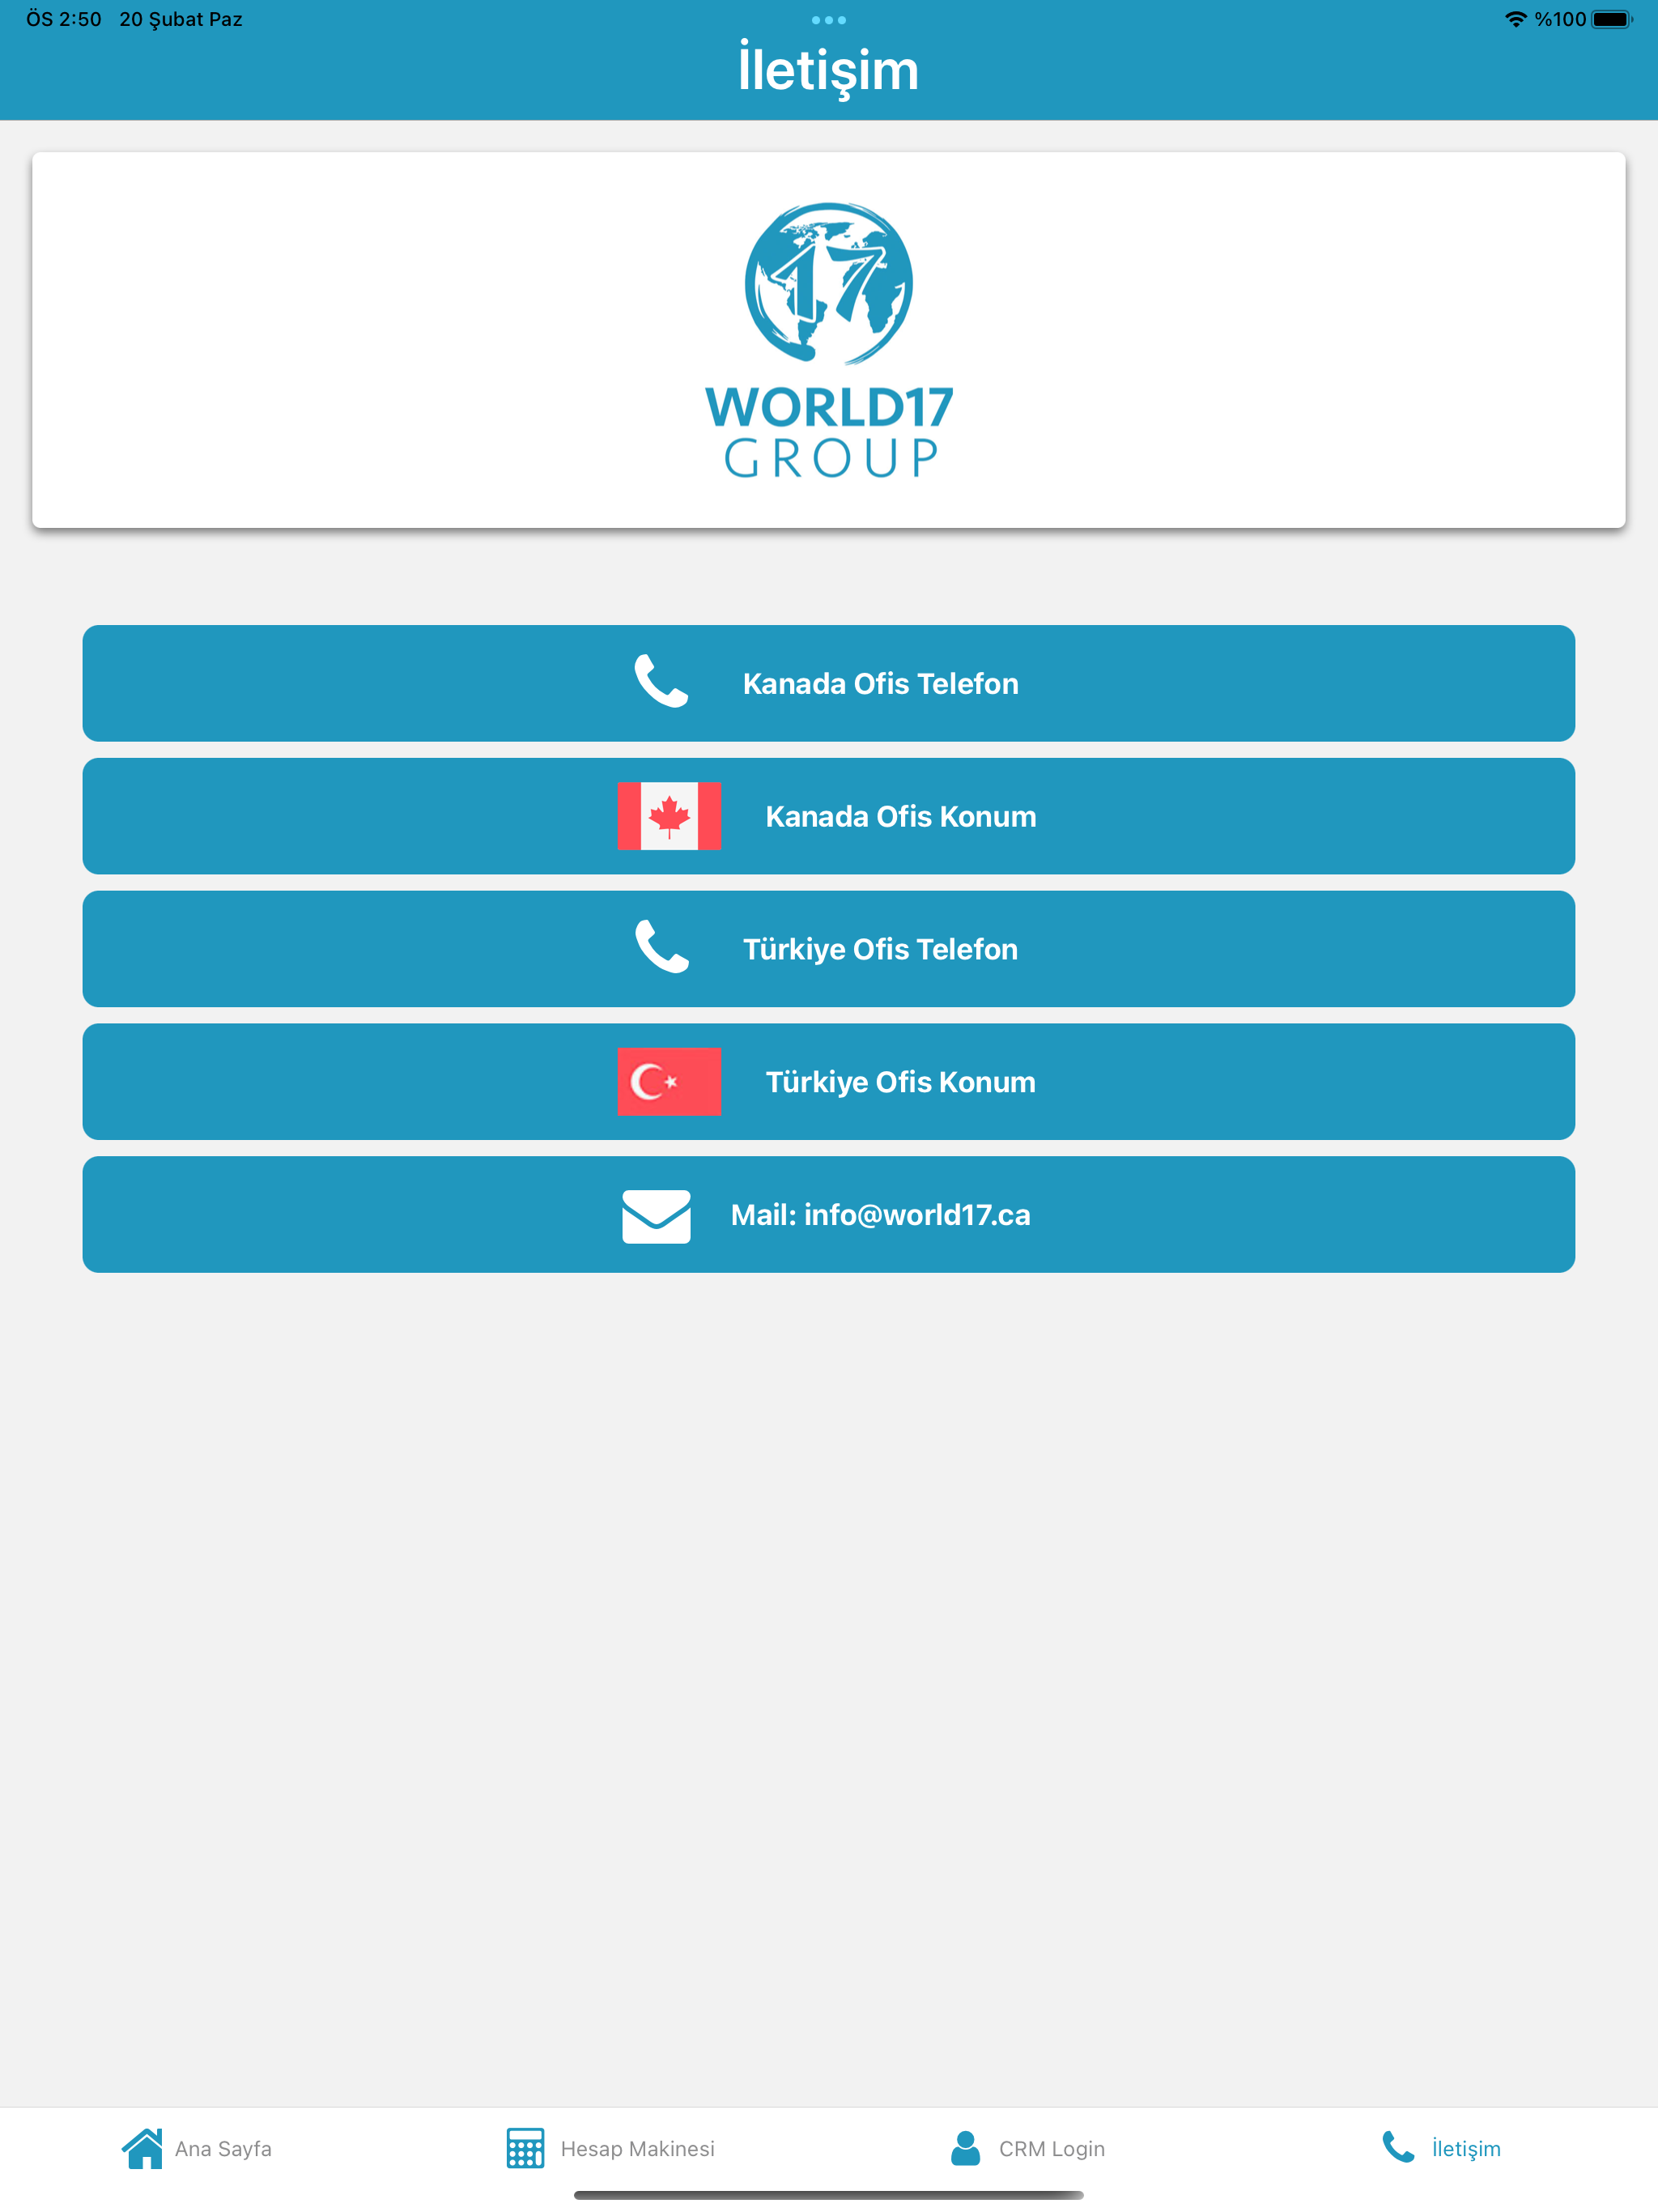 ÖS 2:50 20 Şubat Paz
%100
İletişim
17
WORLD17
GROUP
Kanada Ofis Telefon
Kanada Ofis Konum
Türkiye Ofis Telefon
Türkiye Ofis Konum
Mail: info@world17.ca
Ana Sayfa
Hesap Makinesi
CRM Login
İletişim